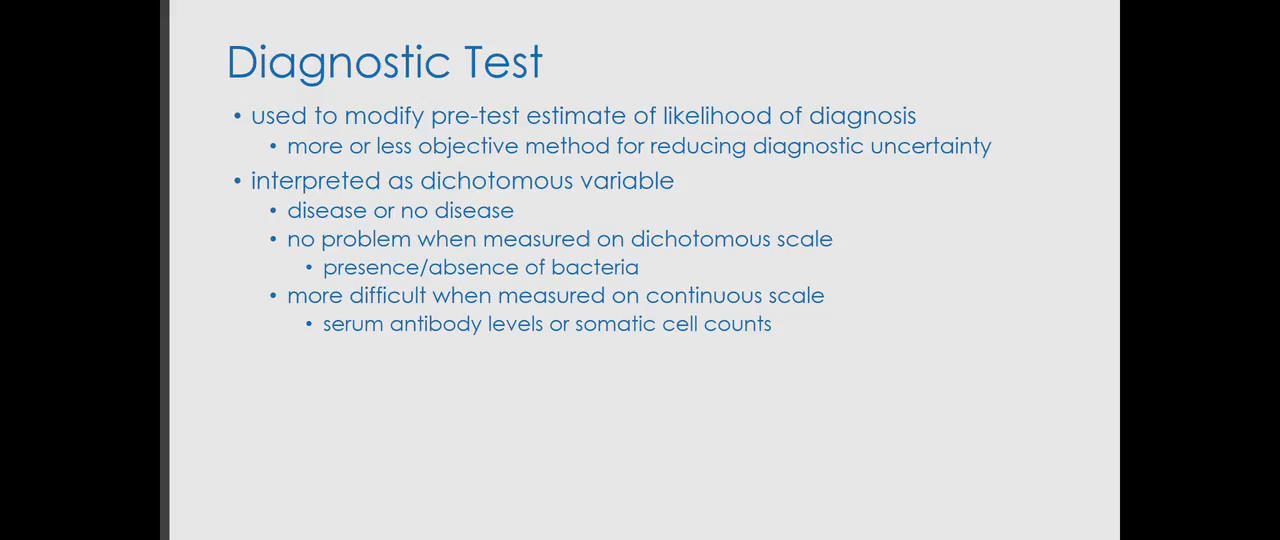 Diagnostic Test
• used to modify pre-test estimate of likelihood of diagnosis
• more or less objective method for reducing diagnostic uncertainty
• interpreted as dichotomous variable
• disease or no disease
• no problem when measured on dichotomous scale
• presence/absence of bacteria
• more difficult when measured on continuous scale
• serum antibody levels or somatic cell counts